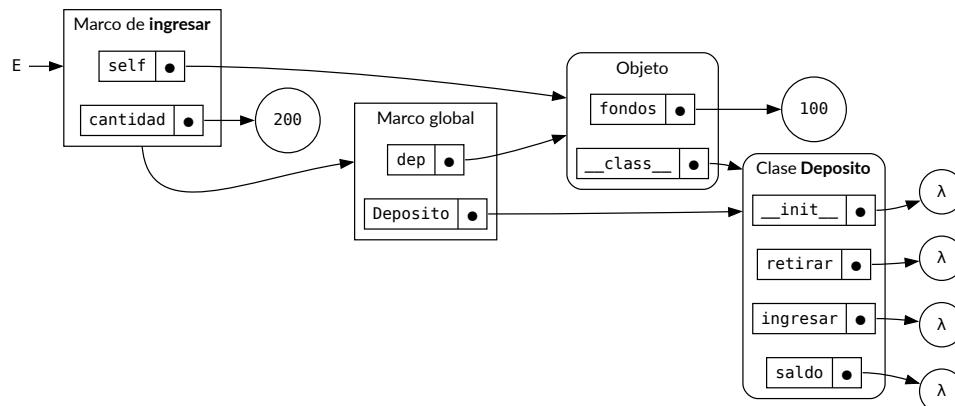 E
Marco de ingresar
self
cantidad
200
Marco global
dep
Deposito
Objeto
fondos
__class__
100
Clase Deposito
__init__
retirar
ingresar
saldo
λ
λ
λ
λ